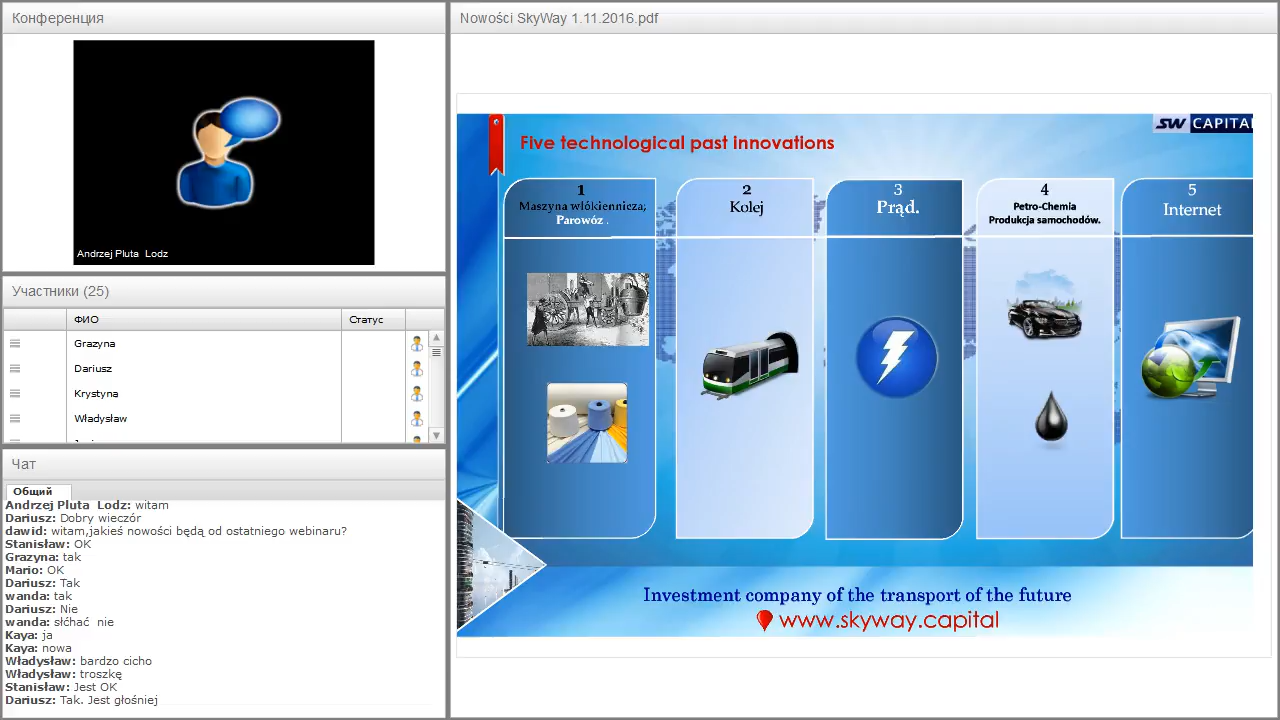 Конференция
Andrzej Pluta Lodz
Участники (25)
ФИО
Статус
Grazyna
Dariusz
Krystyna
Władysław
Чат
Общий
Andrzej Pluta Lodz: witam
Dariusz: Dobry wieczór
dawid: witam,jakieś nowości będą od ostatniego webinaru?
Stanisław: OK
Grazyna: tak
Mario: OK
Dariusz: Tak
wanda: tak
Dariusz: Nie
wanda: słćhać nie
Kaya: ja
Kaya: nowa
Władysław: bardzo cicho
Władysław: troszkę
Stanisław: Jest OK
Dariusz: Tak. Jest głośniej
Nowości SkyWay 1.11.2016.pdf
SW CAPITAL
Five technological past innovations
1
Maszyna włókiennicza;
Parowóz .
2
Kolej
3
Prąd.
4
Petro-Chemia
Produkcja samochodów.
5
Internet
Investment company of the transport of the future
www.skyway.capital